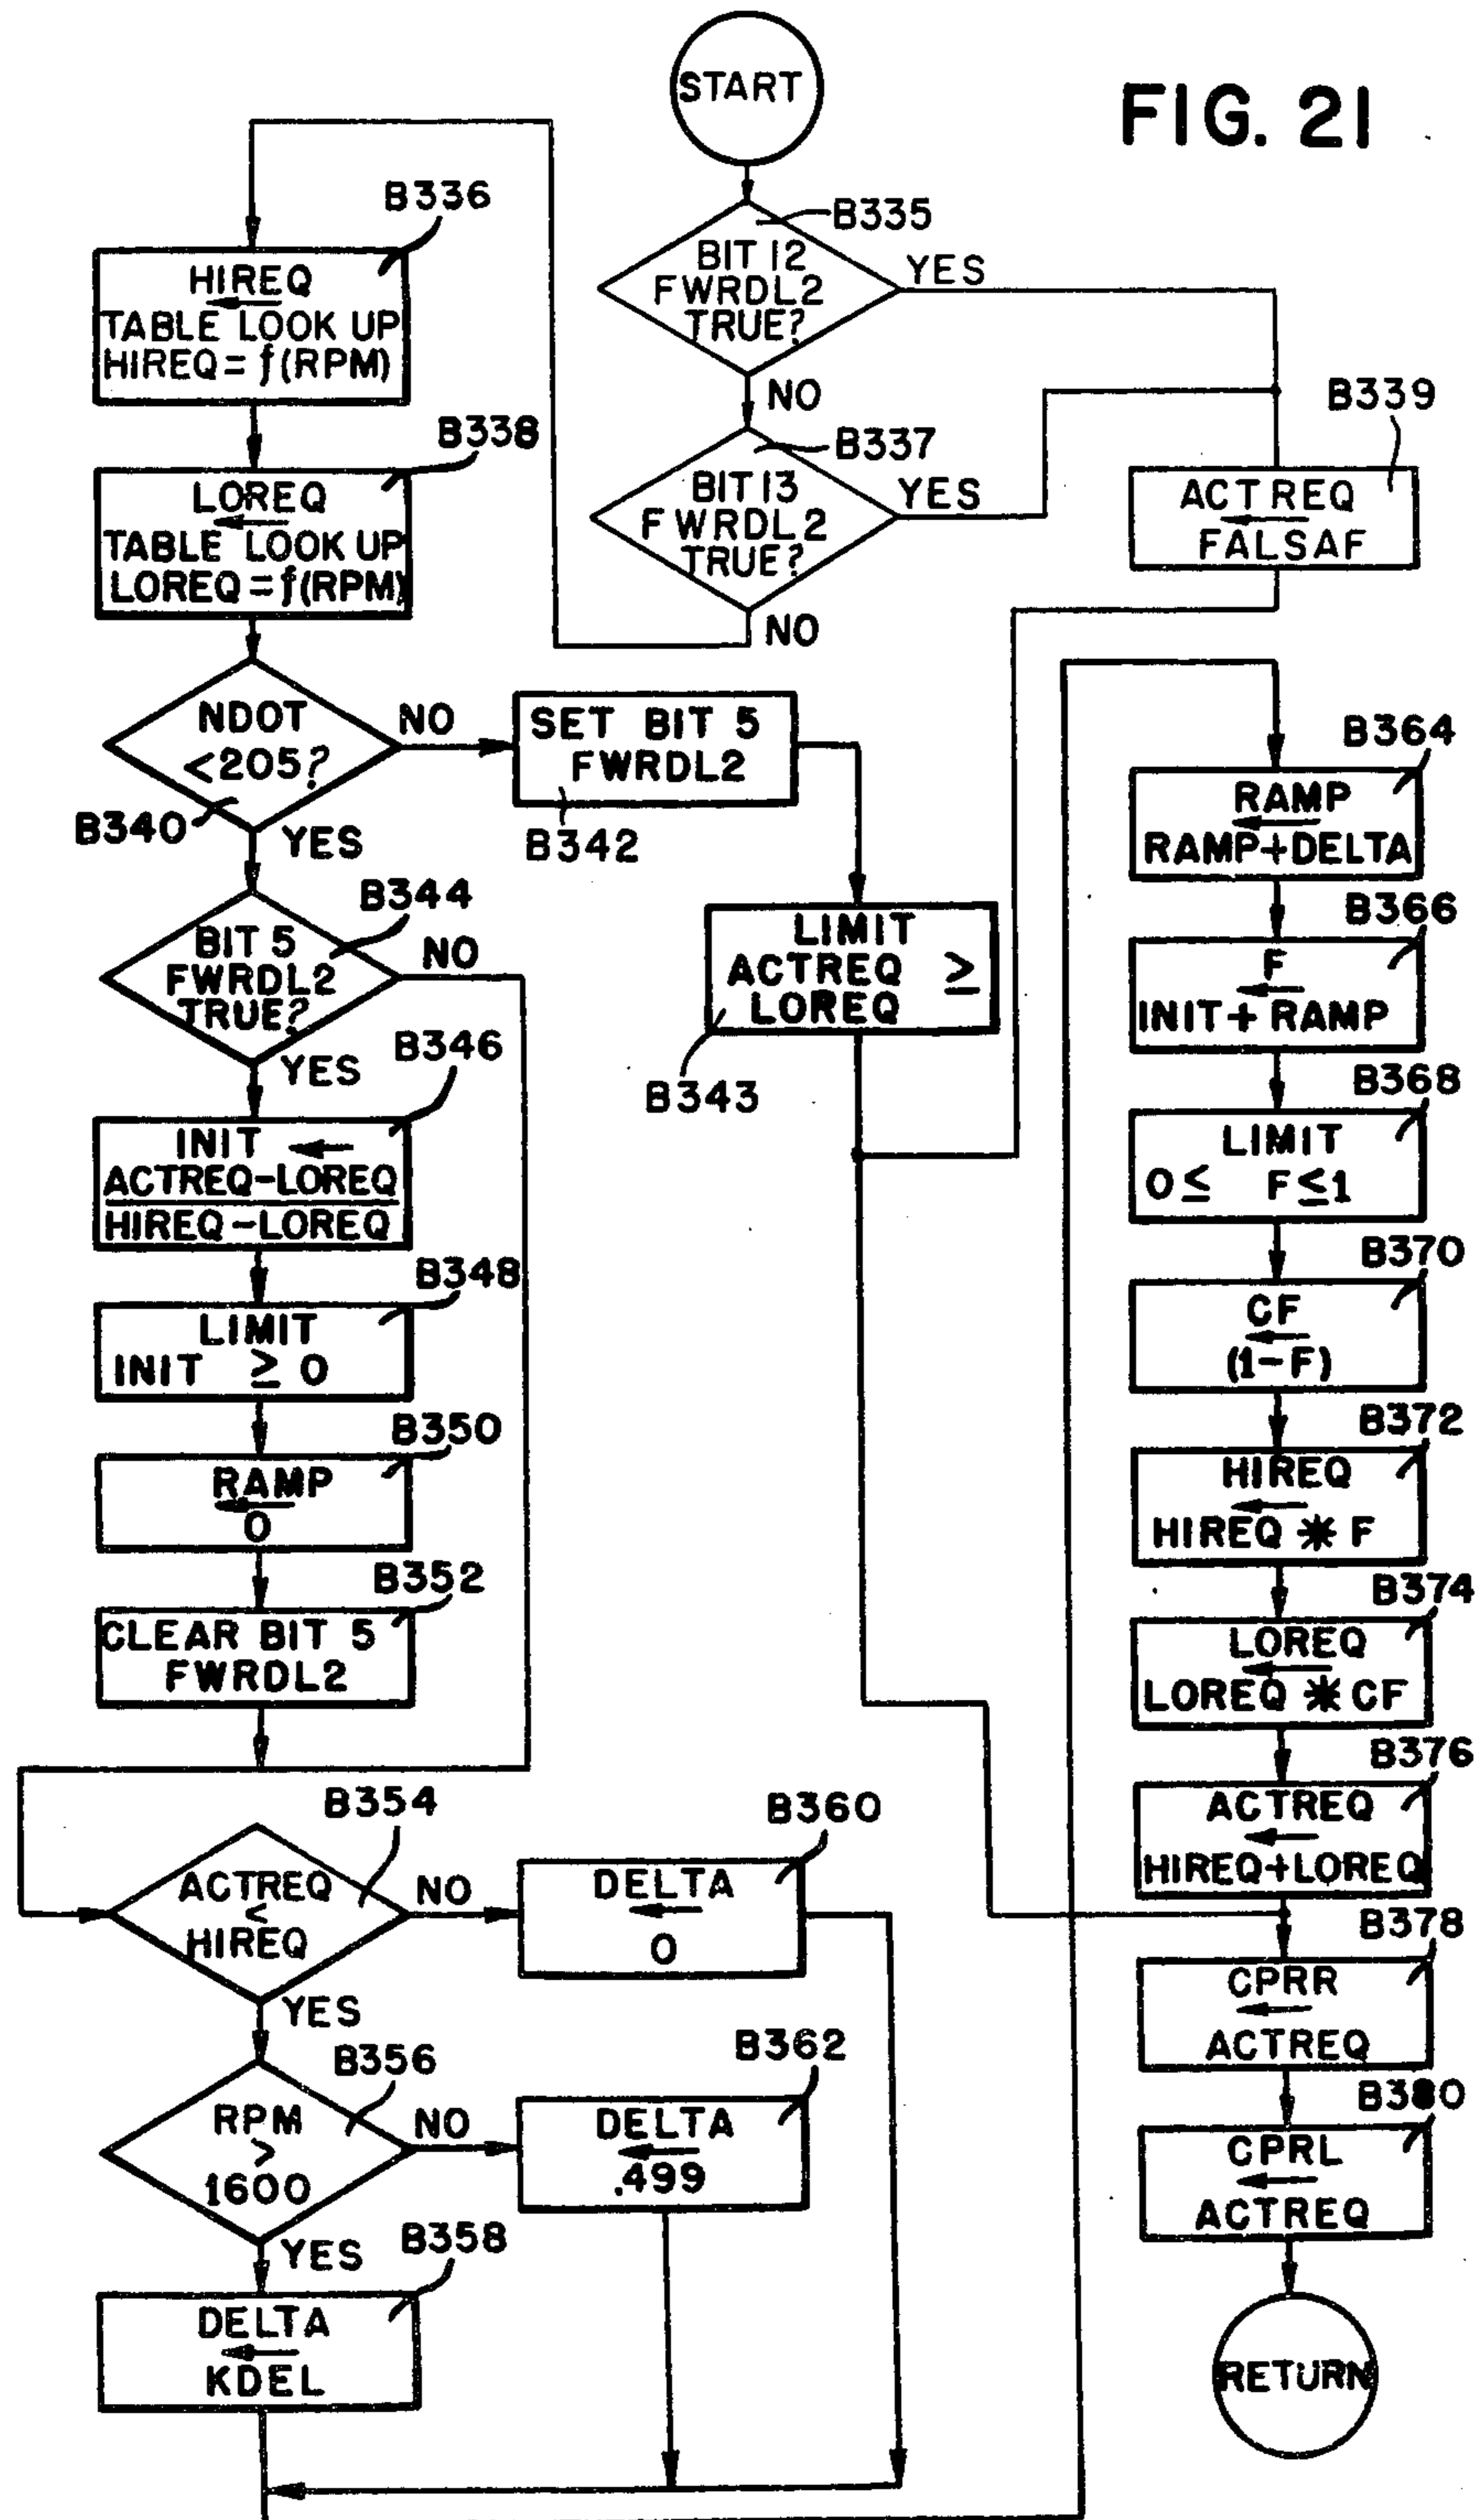 FIG. 21
START
B335
BIT 12
FWRDL2
TRUE?
YES
NO
B337
BIT 13
FWRDL2
TRUE?
YES
NO
B339
ACTREQ
←
FALSAF
B336
HIREQ
←
TABLE LOOK UP
HIREQ = f(RPM)
B338
LOREQ
←
TABLE LOOK UP
LOREQ = f(RPM)
NDOT
<205?
B340
NO
YES
SET BIT 5
FWRDL2
B342
LIMIT
ACTREQ ≥
LOREQ
B343
B344
BIT 5
FWRDL2
TRUE?
NO
YES
B346
INIT ←
ACTREQ-LOREQ
HIREQ-LOREQ
B348
LIMIT
INIT ≥ 0
B350
RAMP
←
0
B352
CLEAR BIT 5
FWRDL2
B354
ACTREQ
<
HIREQ
NO
YES
B360
DELTA
←
0
B356
RPM
>
1600
NO
YES
B362
DELTA
←
.499
B358
DELTA
←
KDEL
B364
RAMP
←
RAMP+DELTA
B366
F
←
INIT + RAMP
B368
LIMIT
0 ≤ F ≤ 1
B370
CF
←
(1-F)
B372
HIREQ
←
HIREQ * F
B374
LOREQ
←
LOREQ * CF
B376
ACTREQ
←
HIREQ+LOREQ
B378
CPRR
←
ACTREQ
B380
CPRL
←
ACTREQ
RETURN